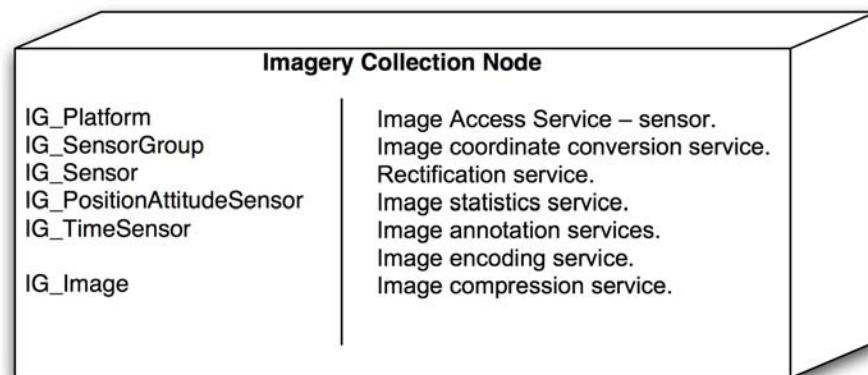 Imagery Collection Node
IG_Platform
IG_SensorGroup
IG_Sensor
IG_PositionAttitudeSensor
IG_TimeSensor
IG_Image
Image Access Service – sensor.
Image coordinate conversion service.
Rectification service.
Image statistics service.
Image annotation services.
Image encoding service.
Image compression service.